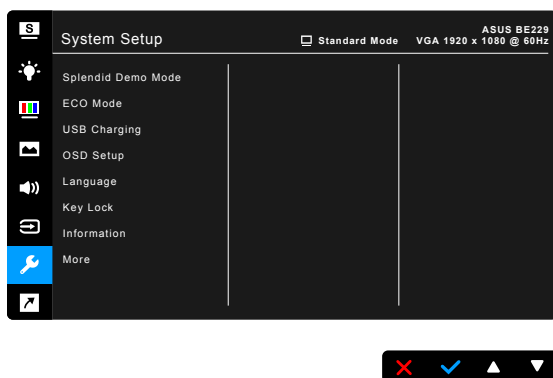 S
System Setup
Standard Mode
ASUS BE229
VGA 1920 x 1080 @ 60Hz
Splendid Demo Mode
ECO Mode
USB Charging
OSD Setup
Language
Key Lock
Information
More